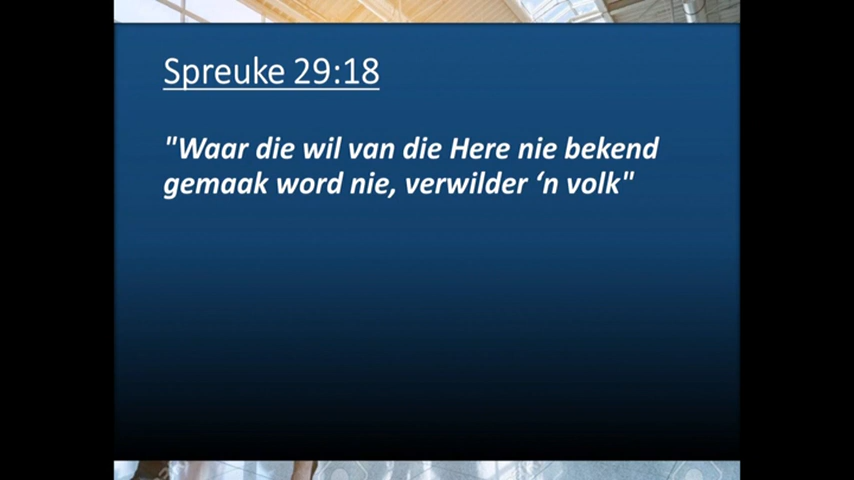 Spreuke 29:18
"Waar die wil van die Here nie bekend
gemaak word nie, verwilder ‘n volk"